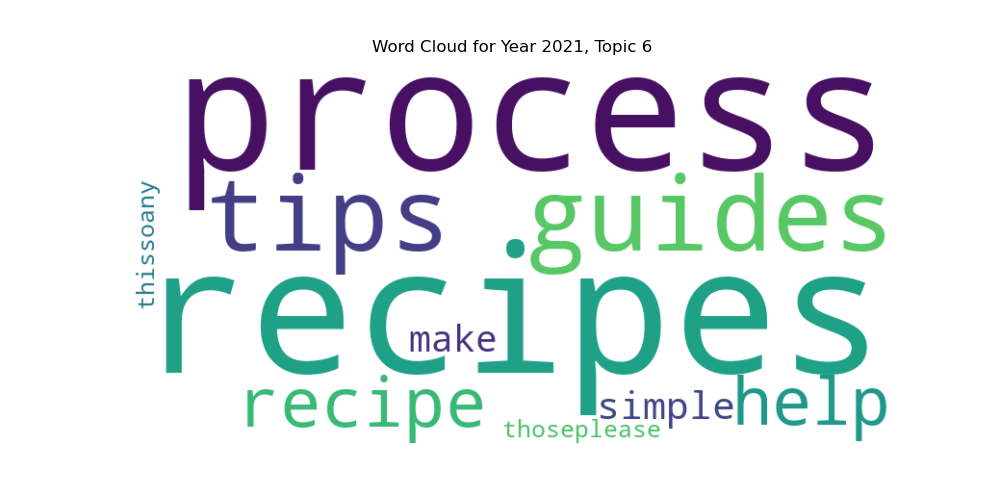 Word Cloud for Year 2021, Topic 6
process
tips guides
thissoany
recipes
make
recipe simple help
thoseplease